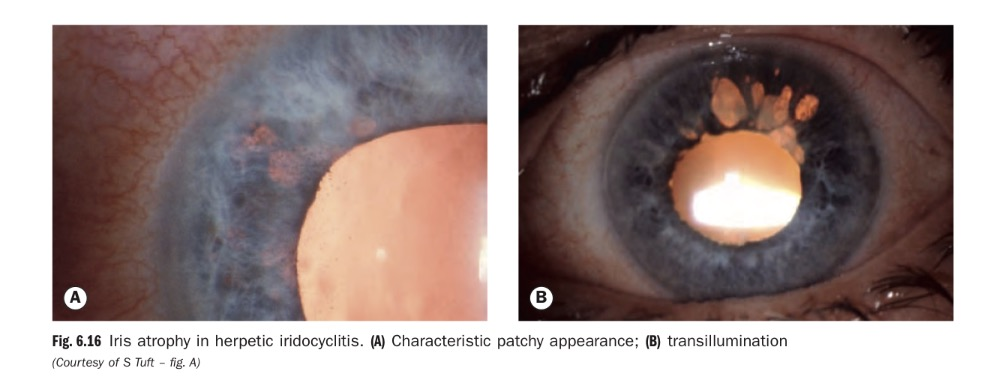 A
B
Fig. 6.16 Iris atrophy in herpetic iridocyclitis. (A) Characteristic patchy appearance; (B) transillumination
(Courtesy of S Tuft – fig. A)